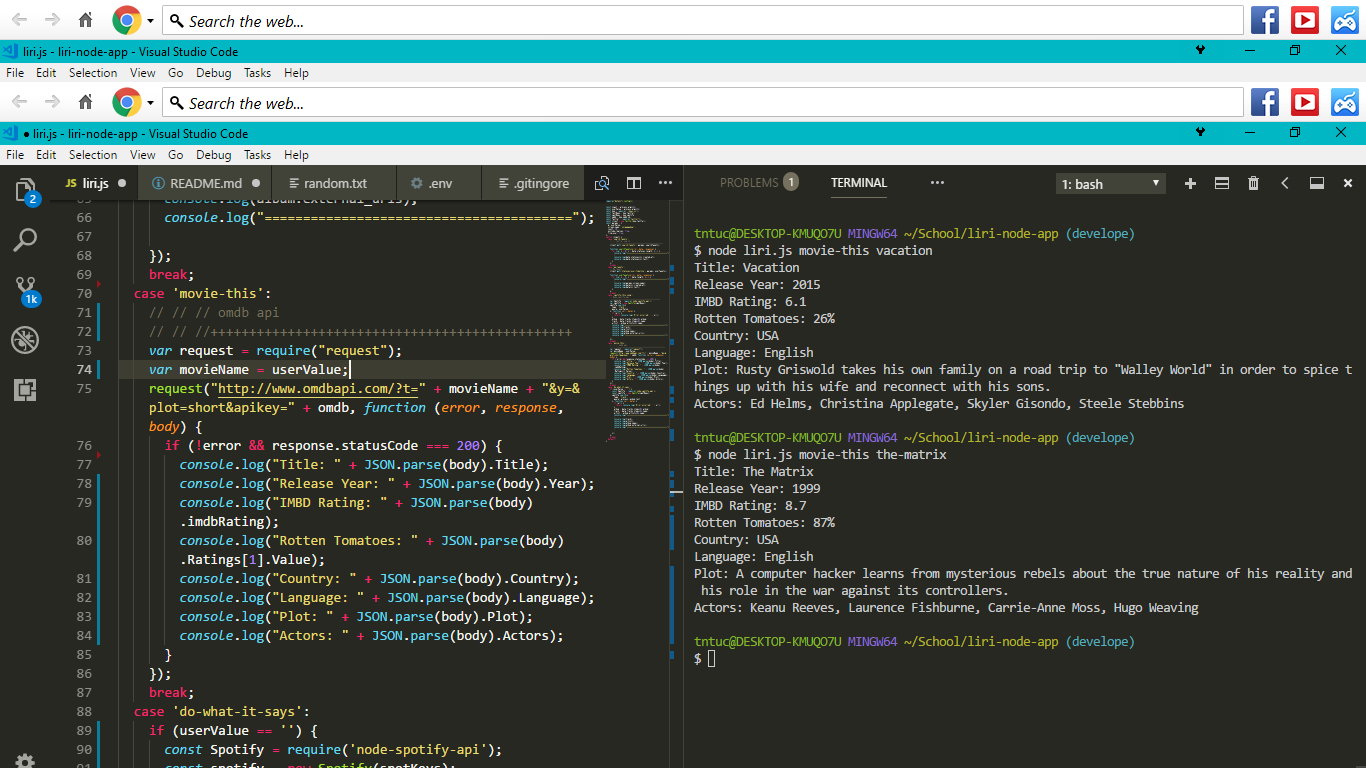 Search the web...
liri.js - liri-node-app - Visual Studio Code
File Edit Selection View Go Debug Tasks Help
Search the web...
● liri.js - liri-node-app - Visual Studio Code
File Edit Selection View Go Debug Tasks Help
2
1k
JS liri.js ● README.md ● random.txt .env .gitingore
65 console.log(album.external_urls);
66 console.log("========================================");
67
68 });
69 break;
70 case 'movie-this':
71 // // // omdb api
72 // // //+++++++++++++++++++++++++++++++++++++++++++++++
73 var request = require("request");
74 var movieName = userValue;
75 request("http://www.omdbapi.com/?t=" + movieName + "&y=&
plot=short&apikey=" + omdb, function (error, response,
body) {
76 if (!error && response.statusCode === 200) {
77 console.log("Title: " + JSON.parse(body).Title);
78 console.log("Release Year: " + JSON.parse(body).Year);
79 console.log("IMBD Rating: " + JSON.parse(body)
.imdbRating);
80 console.log("Rotten Tomatoes: " + JSON.parse(body)
.Ratings[1].Value);
81 console.log("Country: " + JSON.parse(body).Country);
82 console.log("Language: " + JSON.parse(body).Language);
83 console.log("Plot: " + JSON.parse(body).Plot);
84 console.log("Actors: " + JSON.parse(body).Actors);
85 }
86 });
87 break;
88 case 'do-what-it-says':
89 if (userValue == '') {
90 const Spotify = require('node-spotify-api');
91 const spotify = new Spotify(spotKeys);
PROBLEMS 1 TERMINAL ••• 1: bash
tntuc@DESKTOP-KMUQO7U MINGW64 ~/School/liri-node-app (develope)
$ node liri.js movie-this vacation
Title: Vacation
Release Year: 2015
IMBD Rating: 6.1
Rotten Tomatoes: 26%
Country: USA
Language: English
Plot: Rusty Griswold takes his own family on a road trip to "Walley World" in order to spice t
hings up with his wife and reconnect with his sons.
Actors: Ed Helms, Christina Applegate, Skyler Gisondo, Steele Stebbins
tntuc@DESKTOP-KMUQO7U MINGW64 ~/School/liri-node-app (develope)
$ node liri.js movie-this the-matrix
Title: The Matrix
Release Year: 1999
IMBD Rating: 8.7
Rotten Tomatoes: 87%
Country: USA
Language: English
Plot: A computer hacker learns from mysterious rebels about the true nature of his reality and
his role in the war against its controllers.
Actors: Keanu Reeves, Laurence Fishburne, Carrie-Anne Moss, Hugo Weaving
tntuc@DESKTOP-KMUQO7U MINGW64 ~/School/liri-node-app (develope)
$